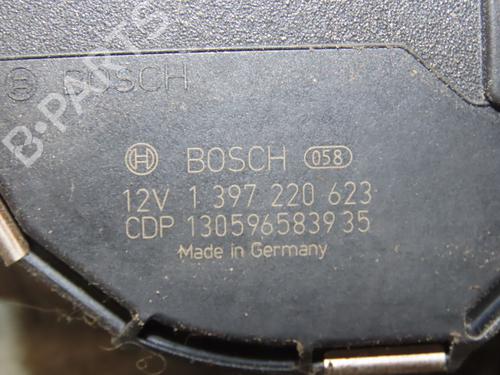 BOSCH
B-PARTS
BOSCH 058
12V 1 397 220 623
CDP 130596583935
Made in Germany